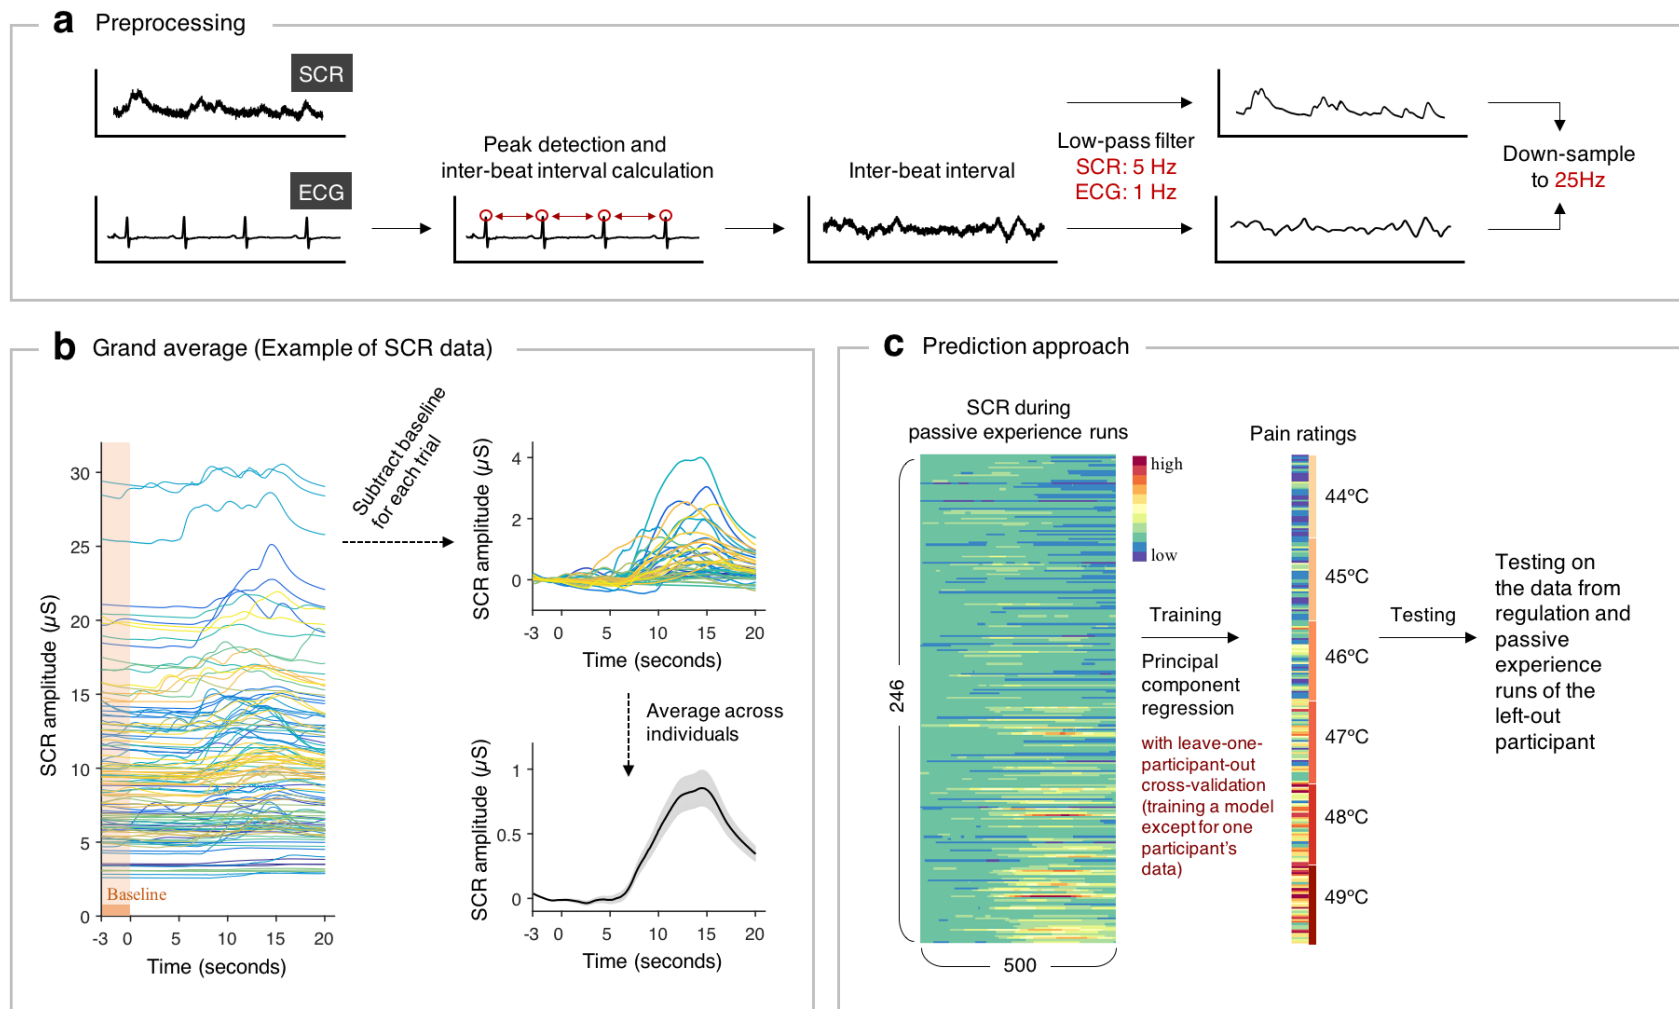 a Preprocessing
SCR
ECG
Peak detection and
inter-beat interval calculation
Inter-beat interval
Low-pass filter
SCR: 5 Hz
ECG: 1 Hz
Down-sample
to 25Hz
b Grand average (Example of SCR data)
SCR amplitude (µS)
30
25
20
15
10
5
0
Baseline
-3 0 5 10 15 20
Time (seconds)
Subtract baseline
for each trial
SCR amplitude (µS)
4
2
0
-3 0 5 10 15 20
Time (seconds)
Average across
individuals
SCR amplitude (µS)
1
0.5
0
-3 0 5 10 15 20
Time (seconds)
c Prediction approach
SCR during
passive experience runs
246
500
high
low
Training
Principal
component
regression
with leave-one-
participant-out
cross-validation
(training a model
except for one
participant's
data)
Pain ratings
44°C
45°C
46°C
47°C
48°C
49°C
Testing
Testing on
the data from
regulation and
passive
experience
runs of the
left-out
participant